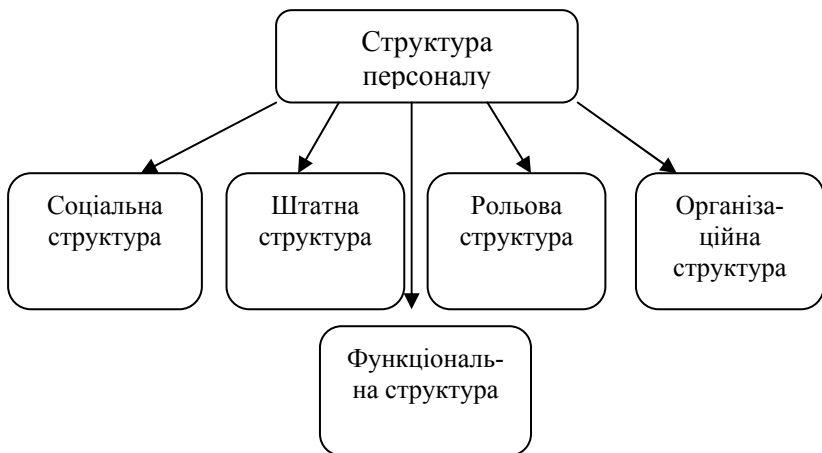 Структура
персоналу
Соціальна
структура
Штатна
структура
Рольова
структура
Організа-
ційна
структура
Функціональ-
на структура